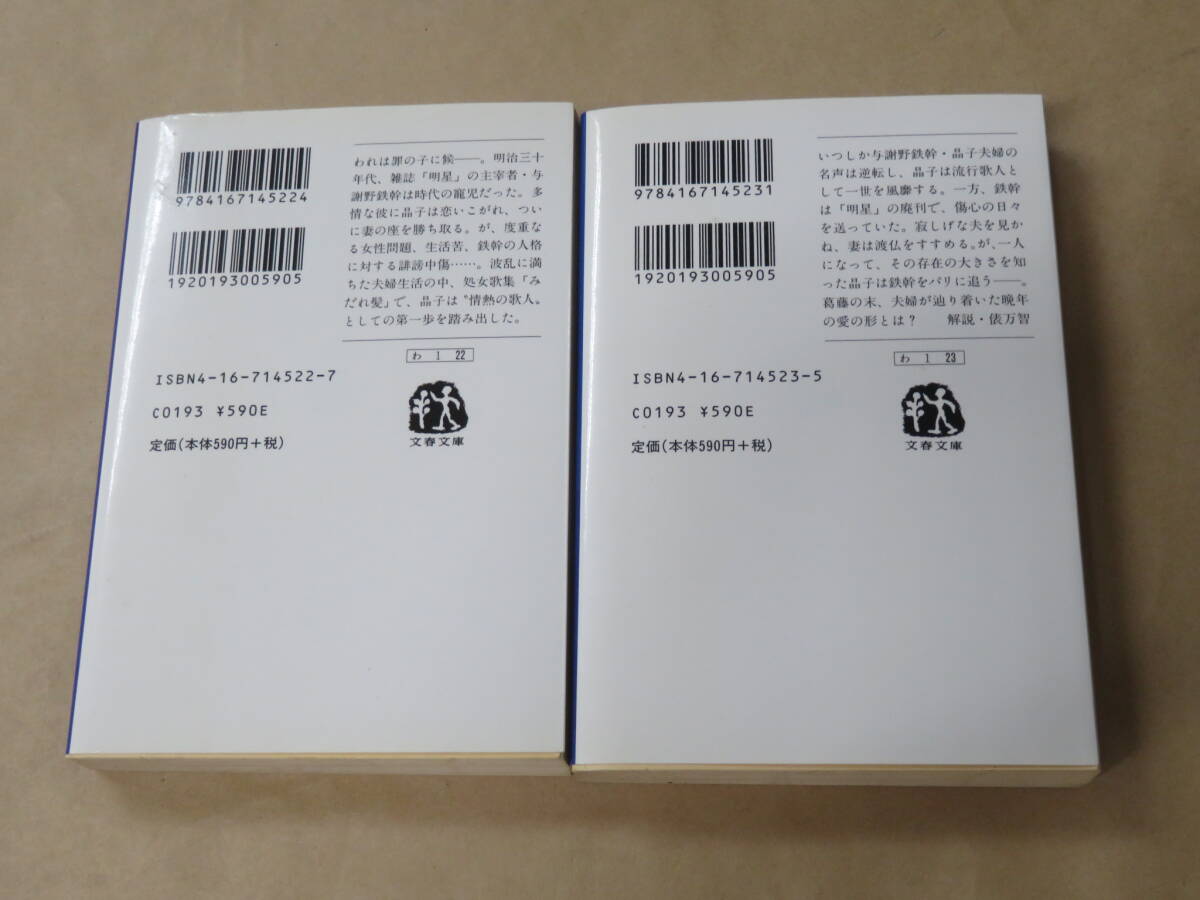 9784167145224
1920193005905
われは罪の子に候――。明治三十
年代、雑誌「明星」の主宰者・与
謝野鉄幹は時代の寵児だった。多
情な彼に晶子は恋いこがれ、つい
に妻の座を勝ち取る。が、度重な
る女性問題、生活苦、鉄幹の人格
に対する誹謗中傷……。波乱に満
ちた夫婦生活の中、処女歌集『み
だれ髪』で、晶子は〝情熱の歌人〟
としての第一歩を踏み出した。
わ 1 22
ISBN4-16-714522-7
C0193 ¥590E
定価(本体590円+税)
文春文庫
9784167145231
1920193005905
いつしか与謝野鉄幹・晶子夫婦の
名声は逆転し、晶子は流行歌人と
して一世を風靡する。一方、鉄幹
は「明星」の廃刊で、傷心の日々
を送っていた。寂しげな夫を見か
ね、妻は渡仏をすすめる。が、一人
になって、その存在の大きさを知
った晶子は鉄幹をパリに追う――。
葛藤の末、夫婦が辿り着いた晩年
の愛の形とは? 解説・俵万智
わ 1 23
ISBN4-16-714523-5
C0193 ¥590E
定価(本体590円+税)
文春文庫